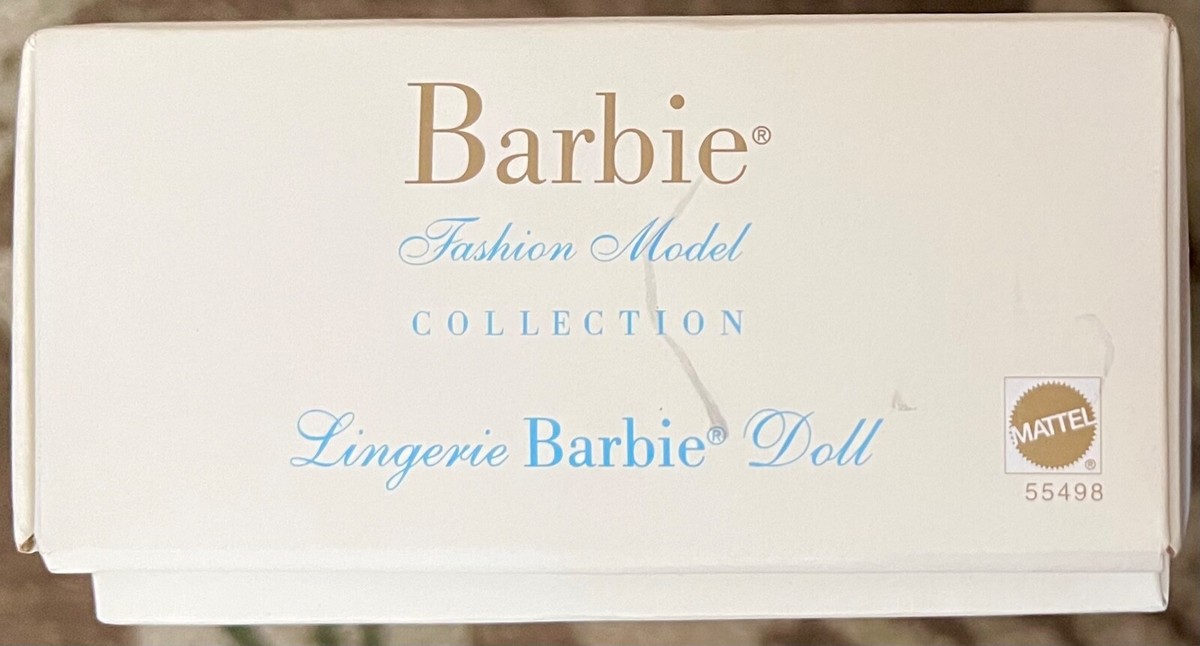 Barbie®
Fashion Model
COLLECTION
Lingerie Barbie® Doll
MATTEL®
55498